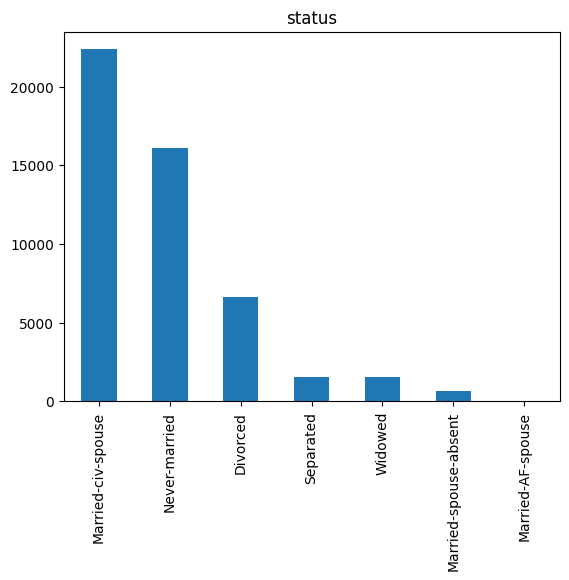 status
20000
15000
10000
5000
0
Married-civ-spouse
Never-married
Divorced
Separated
Widowed
Married-spouse-absent
Married-AF-spouse